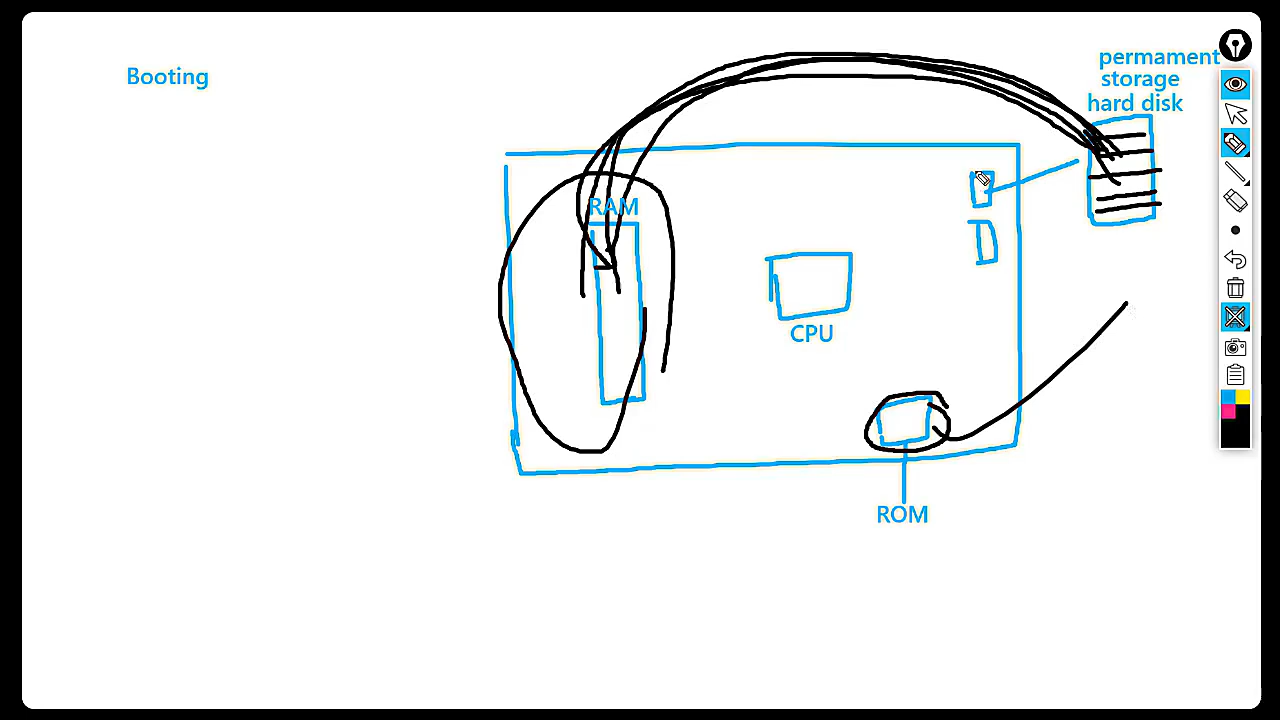 Booting
permament
storage
hard disk
RAM
CPU
ROM